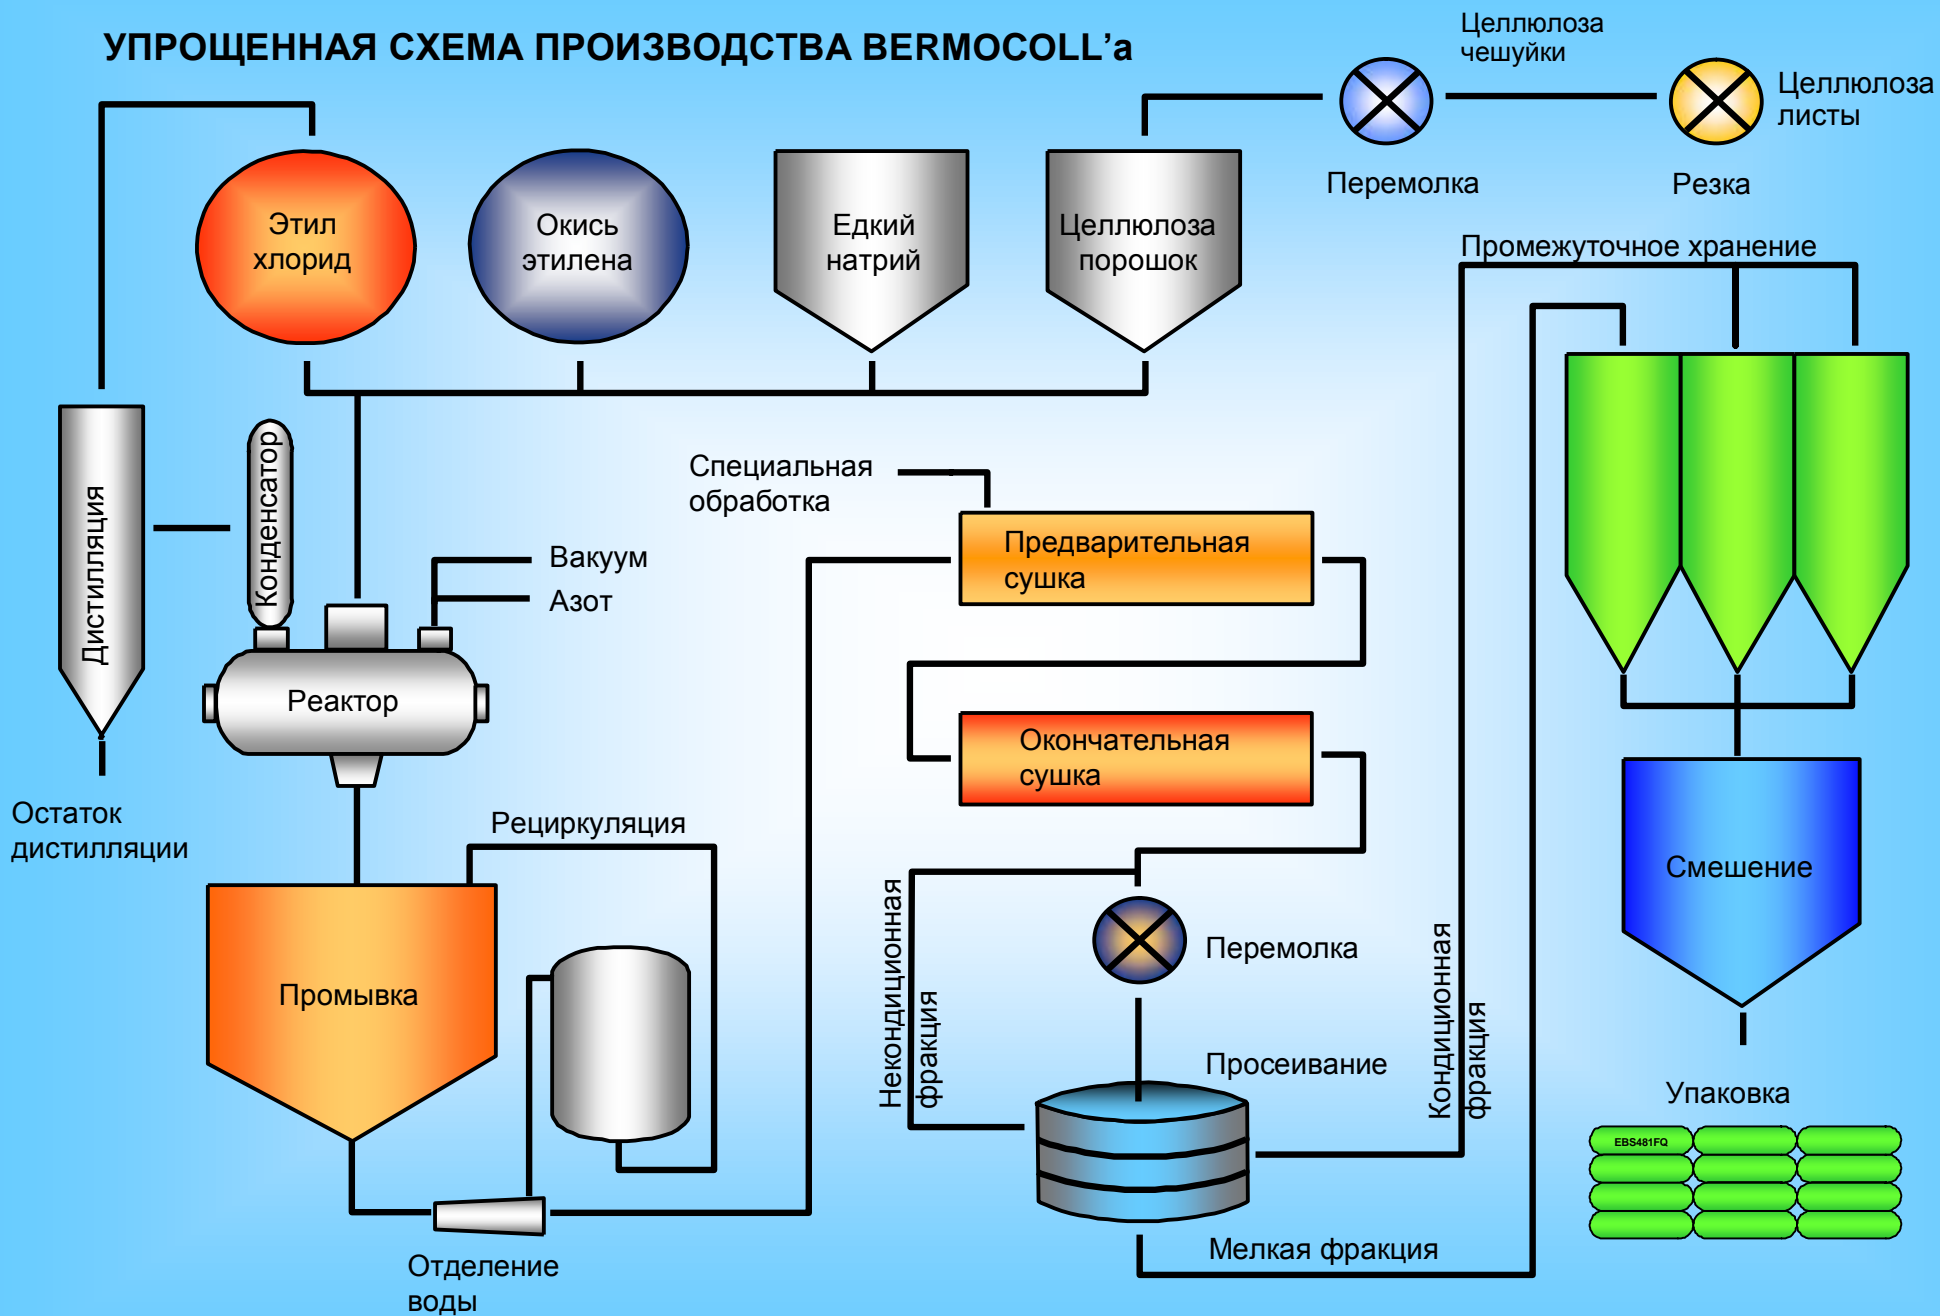 УПРОЩЕННАЯ СХЕМА ПРОИЗВОДСТВА BERMOCOLL’а
Целлюлоза
чешуйки
Целлюлоза
листы
Перемолка
Резка
Этил
хлорид
Окись
этилена
Едкий
натрий
Целлюлоза
порошок
Промежуточное хранение
Дистилляция
Конденсатор
Специальная
обработка
Вакуум
Азот
Предварительная
сушка
Реактор
Окончательная
сушка
Остаток
дистилляции
Рециркуляция
Смешение
Промывка
Некондиционная
фракция
Перемолка
Кондиционная
фракция
Просеивание
Упаковка
EBS481FQ
Мелкая фракция
Отделение
воды